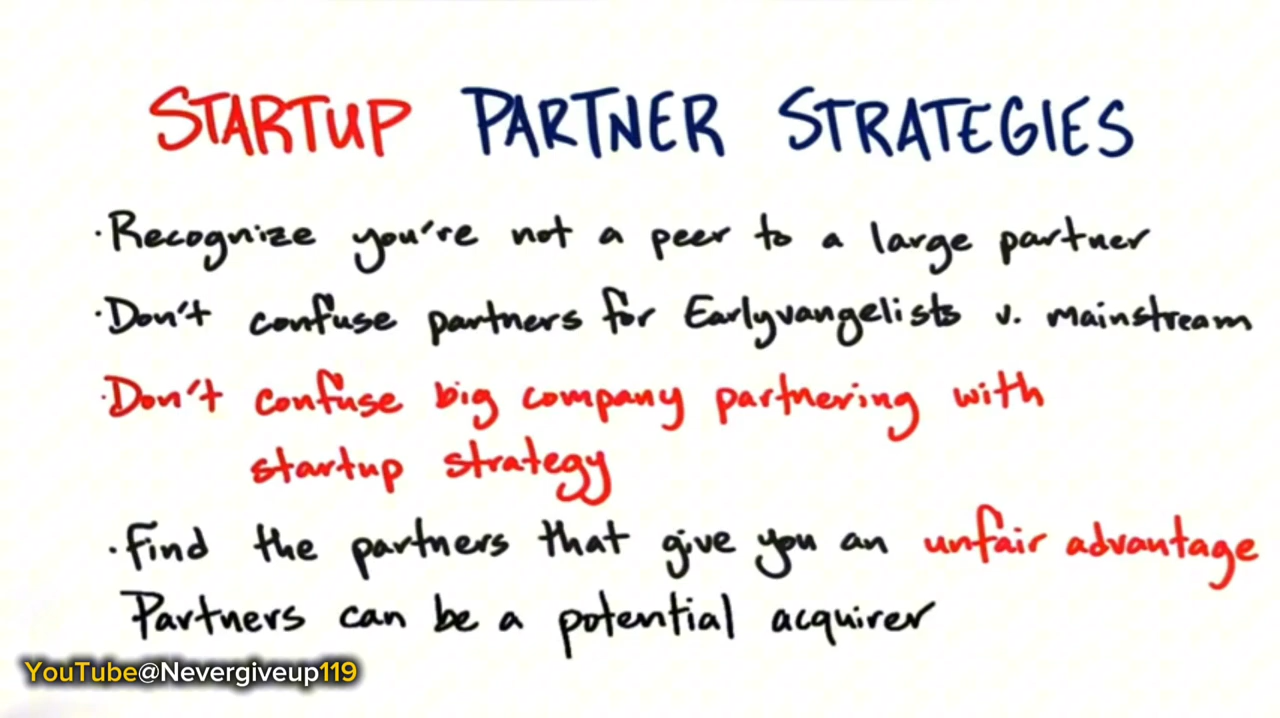 STARTUP PARTNER STRATEGIES
· Recognize you're not a peer to a large partner
· Don't confuse partners for Earlyvangelists v. mainstream
· Don't confuse big company partnering with
startup strategy
· Find the partners that give you an unfair advantage
Partners can be a potential acquirer
YouTube@Nevergiveup119